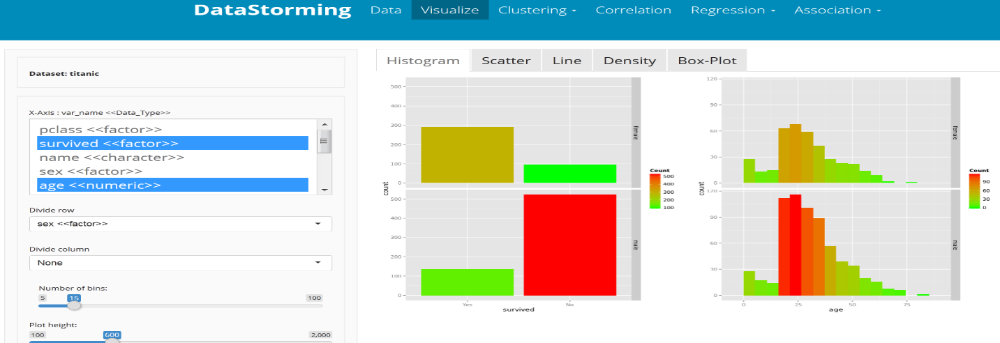 DataStorming Data Visualize Clustering Correlation Regression Association
Dataset: titanic
X-Axis : var_name <<Data_Type>>
pclass <<factor>>
survived <<factor>>
name <<character>>
sex <<factor>>
age <<numeric>>
Divide row
sex <<factor>>
Divide column
None
Number of bins:
5 15 100
Plot height:
100 600 2,000
Histogram Scatter Line Density Box-Plot
500
400
300
200
100
0
female
500
400
300
200
100
0
male
count
Yes No
survived
Count
500
400
300
200
100
120
90
60
30
0
female
120
90
60
30
0
male
count
0 25 50 75
age
Count
90
60
30
0